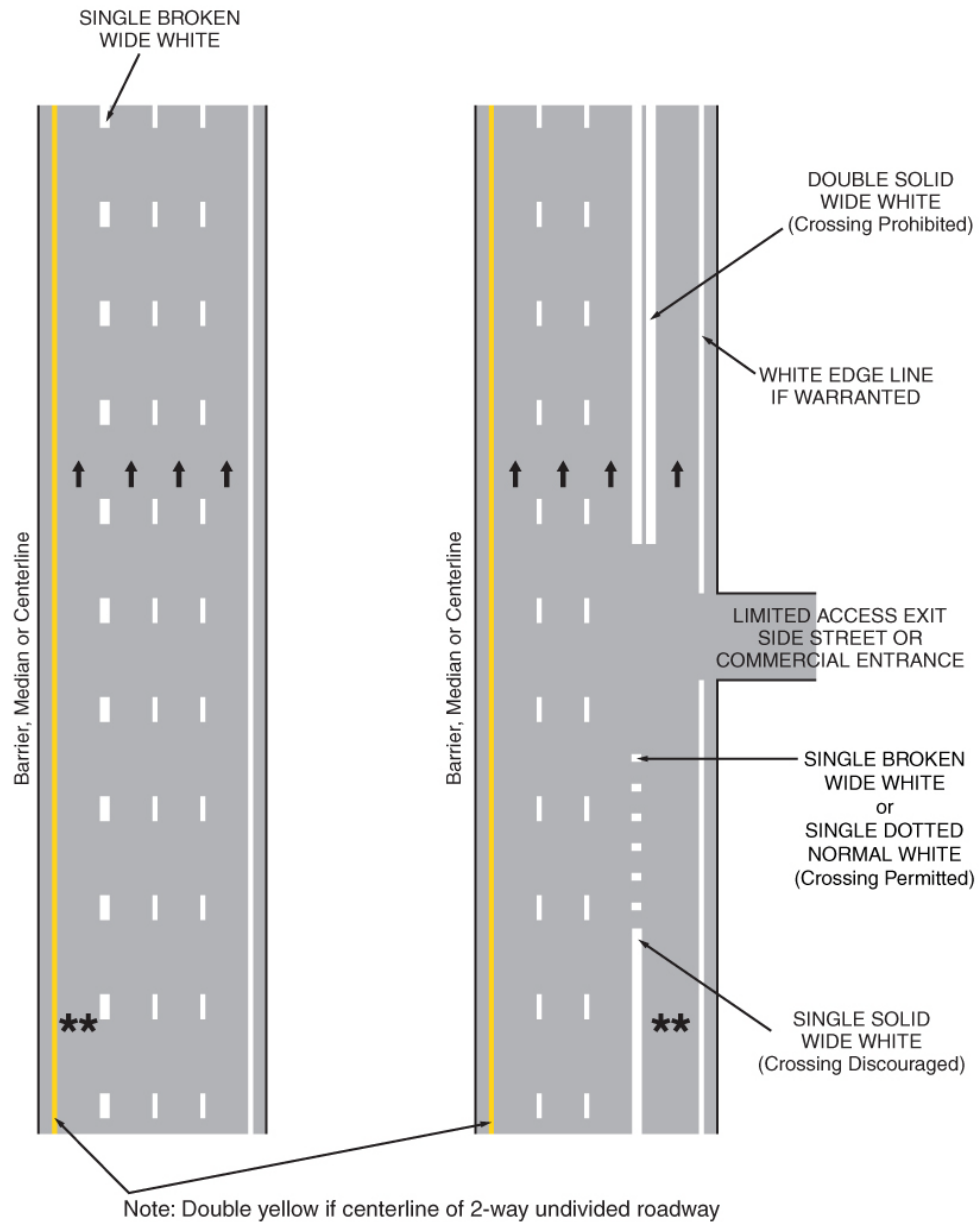 SINGLE BROKEN
WIDE WHITE
DOUBLE SOLID
WIDE WHITE
(Crossing Prohibited)
WHITE EDGE LINE
IF WARRANTED
Barrier, Median or Centerline
Barrier, Median or Centerline
LIMITED ACCESS EXIT
SIDE STREET OR
COMMERCIAL ENTRANCE
SINGLE BROKEN
WIDE WHITE
or
SINGLE DOTTED
NORMAL WHITE
(Crossing Permitted)
**
**
SINGLE SOLID
WIDE WHITE
(Crossing Discouraged)
Note: Double yellow if centerline of 2-way undivided roadway